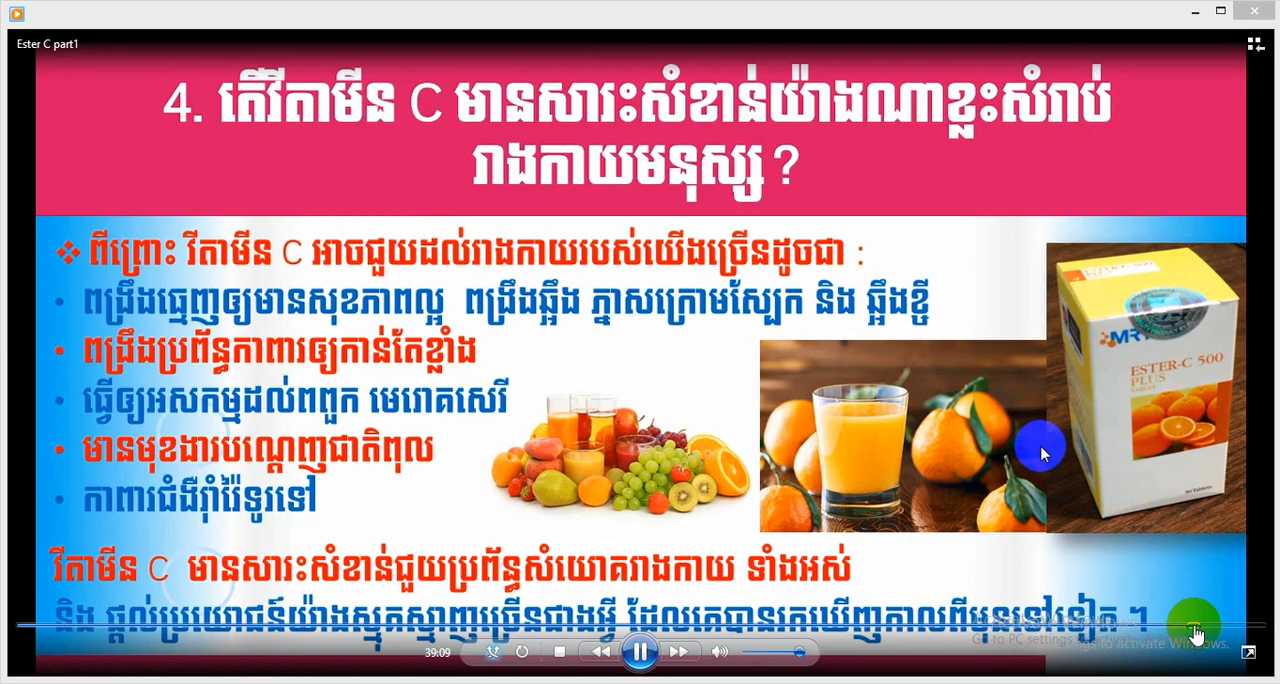 Ester C part1
4. តើវីតាមីន C មានសារះសំខាន់យ៉ាងណាខ្លះសំរាប់
រាងកាយមនុស្ស ?
❖ ពីព្រោះ វីតាមីន C អាចជួយដល់រាងកាយរបស់យើងច្រើនដូចជា :
• ពង្រឹងធ្មេញឲ្យមានសុខភាពល្អ ពង្រឹងឆ្អឹង ភ្នាសក្រោមស្បែក និង ឆ្អឹងខ្ចី
• ពង្រឹងប្រព័ន្ធកាពារឲ្យកាន់តែខ្លាំង
• ធ្វើឲ្យអសកម្មដល់ពពួក មេរោគសេរី
• មានមុខងារបណ្តេញជាតិពុល
• កាពារជំងឺរ៉ាំរ៉ៃទូរទៅ
វីតាមីន C មានសារះសំខាន់ជួយប្រព័ន្ធសំយោគរាងកាយ ទាំងអស់
និង ផ្តល់ប្រយោជន៍យ៉ាងស្មុគស្មាញច្រើនជាងអ្វី ដែលគេបានរកឃើញកាលពីមុនទៅទៀត ។
ESTER-C 500
MR
ESTER-C 500
PLUS
TABLET
Go to PC settings to activate Windows.
39:09